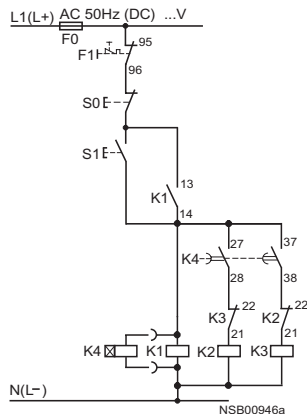 L1(L+) AC 50Hz (DC) ...V
F0
95
F1
96
S0
S1
13
K1
14
27 37
K4
28 38
22 22
K3 K2
21 21
K4 K1 K2 K3
N(L–)
NSB00946a